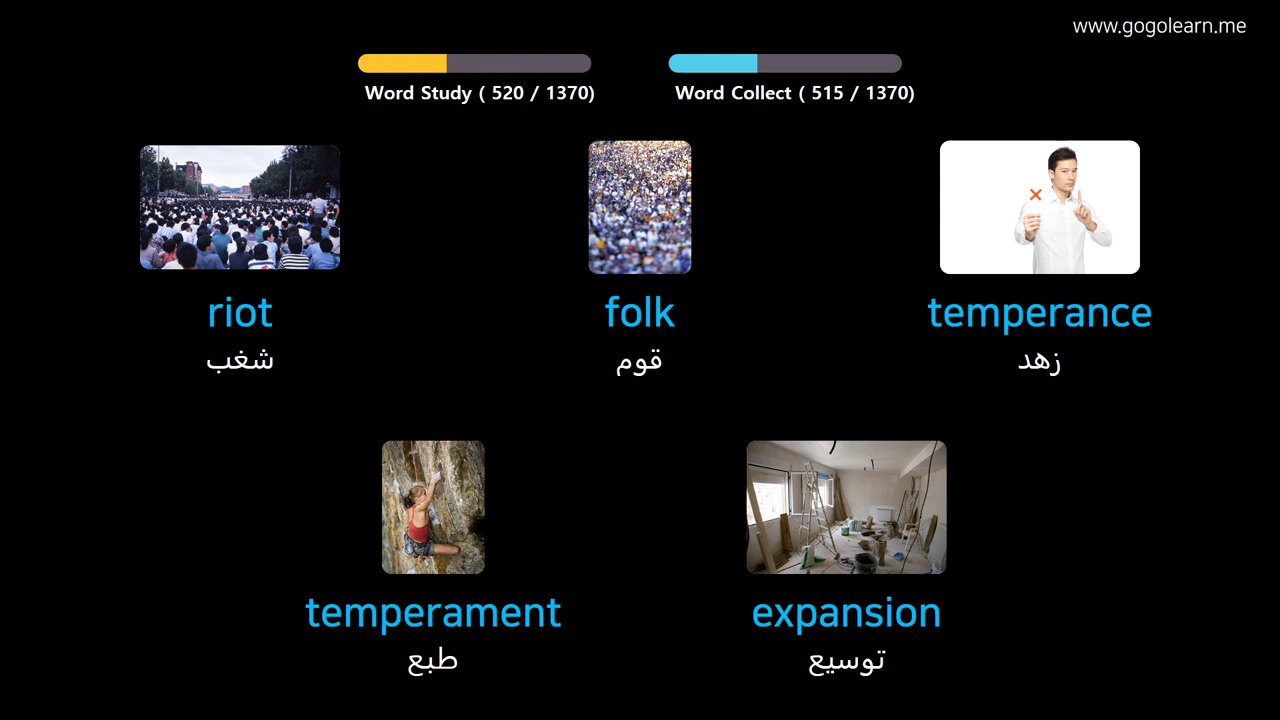 www.gogolearn.me
Word Study ( 520 / 1370)
Word Collect ( 515 / 1370)
riot
شغب
folk
قوم
temperance
زهد
temperament
طبع
expansion
توسيع